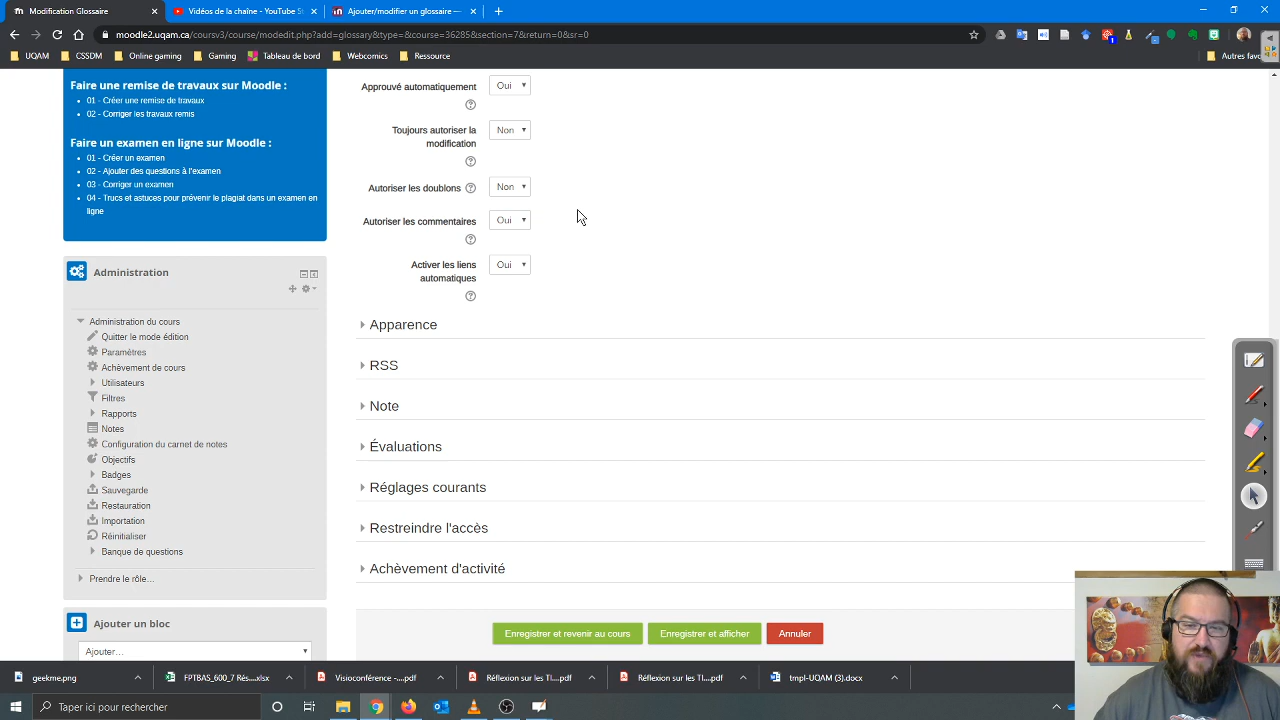 Modification Glossaire
Vidéos de la chaîne - YouTube St
Ajouter/modifier un glossaire —
moodle2.uqam.ca/coursv3/course/modedit.php?add=glossary&type=&course=36285&section=7&return=0&sr=0
UQAM
CSSDM
Online gaming
Gaming
Tableau de bord
Webcomics
Ressource
Autres favo
Faire une remise de travaux sur Moodle :
01 - Créer une remise de travaux
02 - Corriger les travaux remis
Faire un examen en ligne sur Moodle :
01 - Créer un examen
02 - Ajouter des questions à l'examen
03 - Corriger un examen
04 - Trucs et astuces pour prévenir le plagiat dans un examen en
ligne
Administration
Administration du cours
Quitter le mode édition
Paramètres
Achèvement de cours
Utilisateurs
Filtres
Rapports
Notes
Configuration du carnet de notes
Objectifs
Badges
Sauvegarde
Restauration
Importation
Réinitialiser
Banque de questions
Prendre le rôle...
Ajouter un bloc
Ajouter...
Approuvé automatiquement
Oui
Toujours autoriser la
modification
Non
Autoriser les doublons
Non
Autoriser les commentaires
Oui
Activer les liens
automatiques
Oui
Apparence
RSS
Note
Évaluations
Réglages courants
Restreindre l'accès
Achèvement d'activité
Enregistrer et revenir au cours
Enregistrer et afficher
Annuler
geekme.png
FPTBAS_600_7 Rés....xlsx
Visioconférence -....pdf
Réflexion sur les TI....pdf
Réflexion sur les TI....pdf
tmpl-UQAM (3).docx
Taper ici pour rechercher